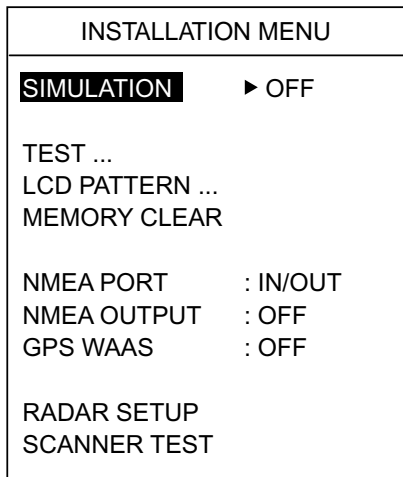 INSTALLATION MENU
SIMULATION ▶ OFF
TEST ...
LCD PATTERN ...
MEMORY CLEAR
NMEA PORT : IN/OUT
NMEA OUTPUT : OFF
GPS WAAS : OFF
RADAR SETUP
SCANNER TEST